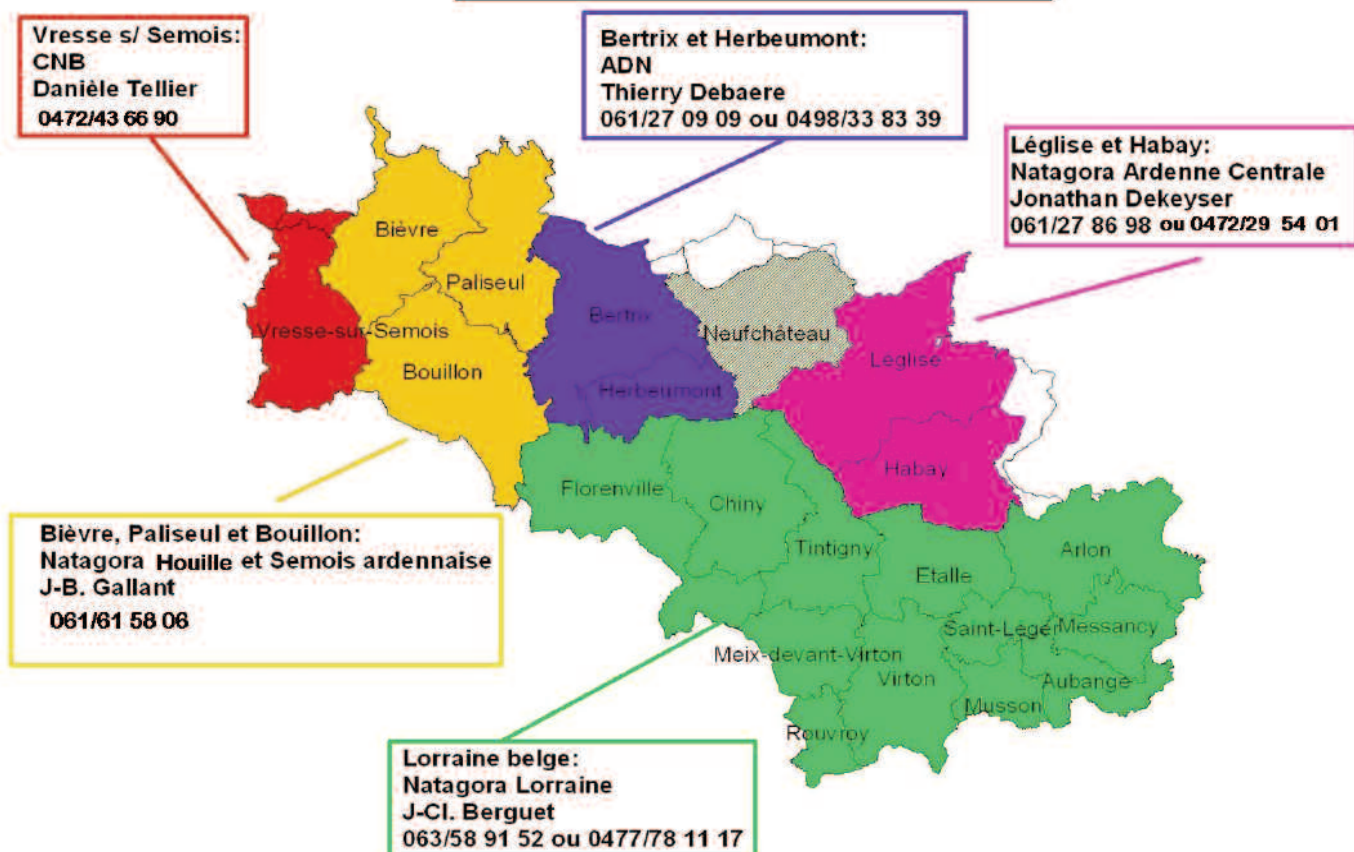 Vresse s/ Semois:
CNB
Danièle Tellier
0472/43 66 90
Bertrix et Herbeumont:
ADN
Thierry Debaere
061/27 09 09 ou 0498/33 83 39
Léglise et Habay:
Natagora Ardenne Centrale
Jonathan Dekeyser
061/27 86 98 ou 0472/29 54 01
Bièvre
Paliseul
Vresse-sur-Semois
Bouillon
Bertrix
Herbeumont
Neufchâteau
Léglise
Habay
Florenville
Chiny
Tintigny
Etalle
Arlon
Saint-Léger
Messancy
Meix-devant-Virton
Virton
Aubange
Musson
Rouvroy
Bièvre, Paliseul et Bouillon:
Natagora Houille et Semois ardennaise
J-B. Gallant
061/61 58 06
Lorraine belge:
Natagora Lorraine
J-Cl. Berguet
063/58 91 52 ou 0477/78 11 17